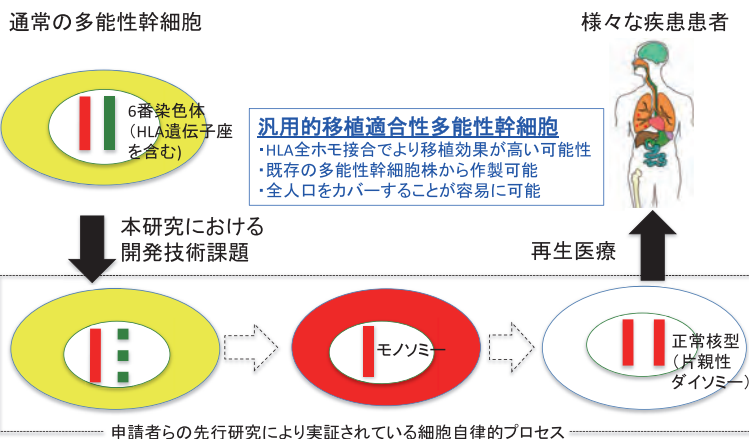 通常の多能性幹細胞
様々な疾患患者
6番染色体
(HLA遺伝子座
を含む)
汎用的移植適合性多能性幹細胞
・HLA全ホモ接合でより移植効果が高い可能性
・既存の多能性幹細胞株から作製可能
・全人口をカバーすることが容易に可能
本研究における
開発技術課題
再生医療
モノソミー
正常核型
(片親性
ダイソミー)
申請者らの先行研究により実証されている細胞自律的プロセス